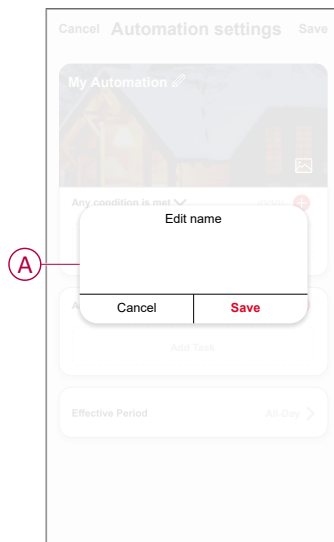 Cancel Automation settings Save
My Automation
Any condition is met
Edit name
A
Cancel Save
Add Task
Effective Period All-Day